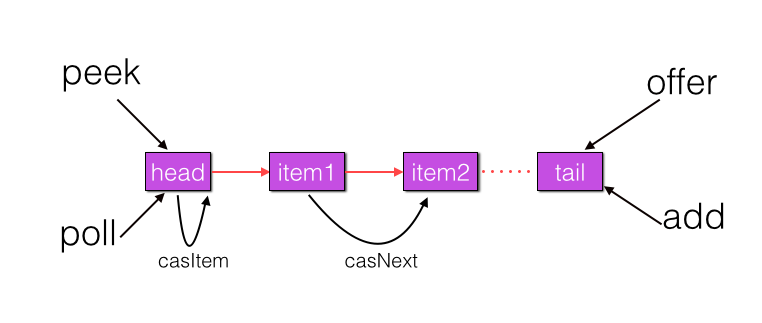 peek
offer
head
item1
item2
tail
poll
add
casItem
casNext